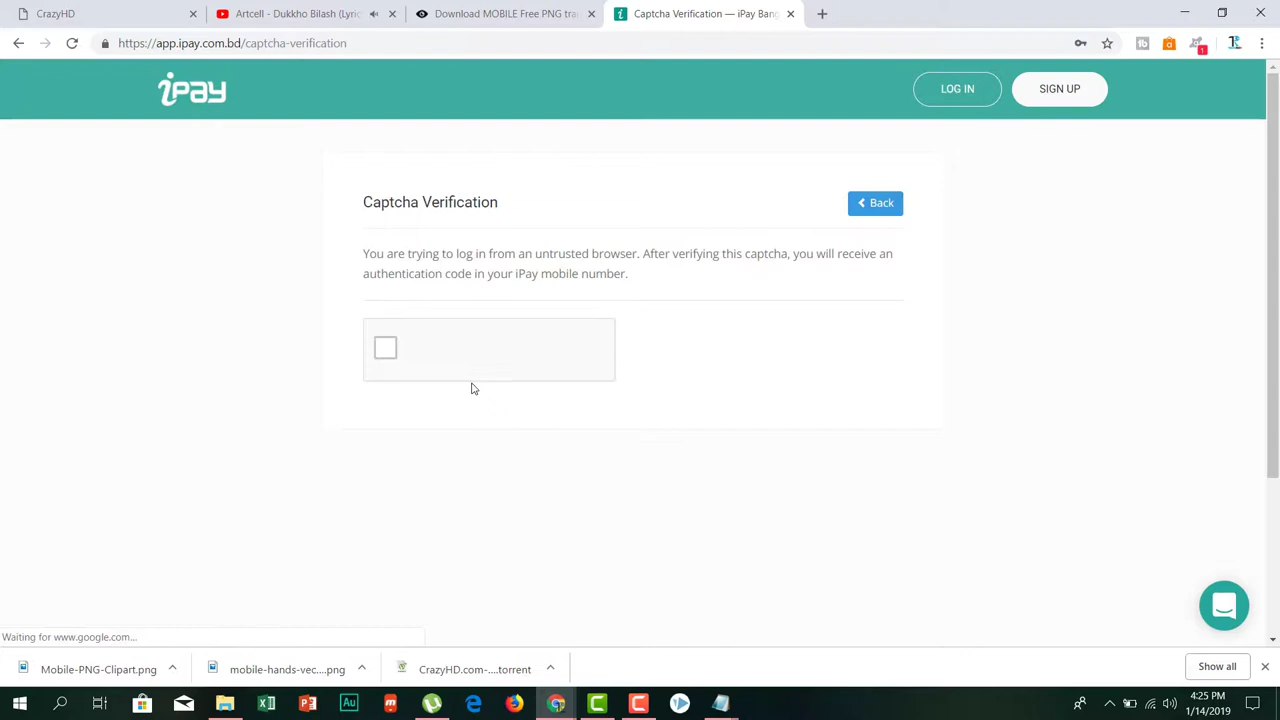 CrazyHD
Artcell - Dukkho Bilash (Lyric
Download MOBILE Free PNG tra
Captcha Verification — iPay Bang
https://app.ipay.com.bd/captcha-verification
1
iPay
LOG IN
SIGN UP
Captcha Verification
Back
You are trying to log in from an untrusted browser. After verifying this captcha, you will receive an
authentication code in your iPay mobile number.
Waiting for www.google.com...
Mobile-PNG-Clipart.png
mobile-hands-vec....png
CrazyHD.com-....torrent
Show all
4:25 PM
1/14/2019